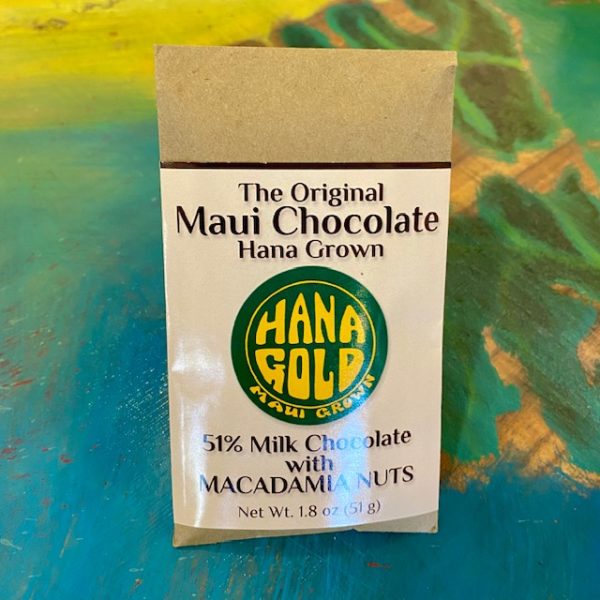 The Original
Maui Chocolate
Hana Grown
HANA
GOLD
MAUI GROWN
51% Milk Chocolate
with
MACADAMIA NUTS
Net Wt. 1.8 oz (51 g)